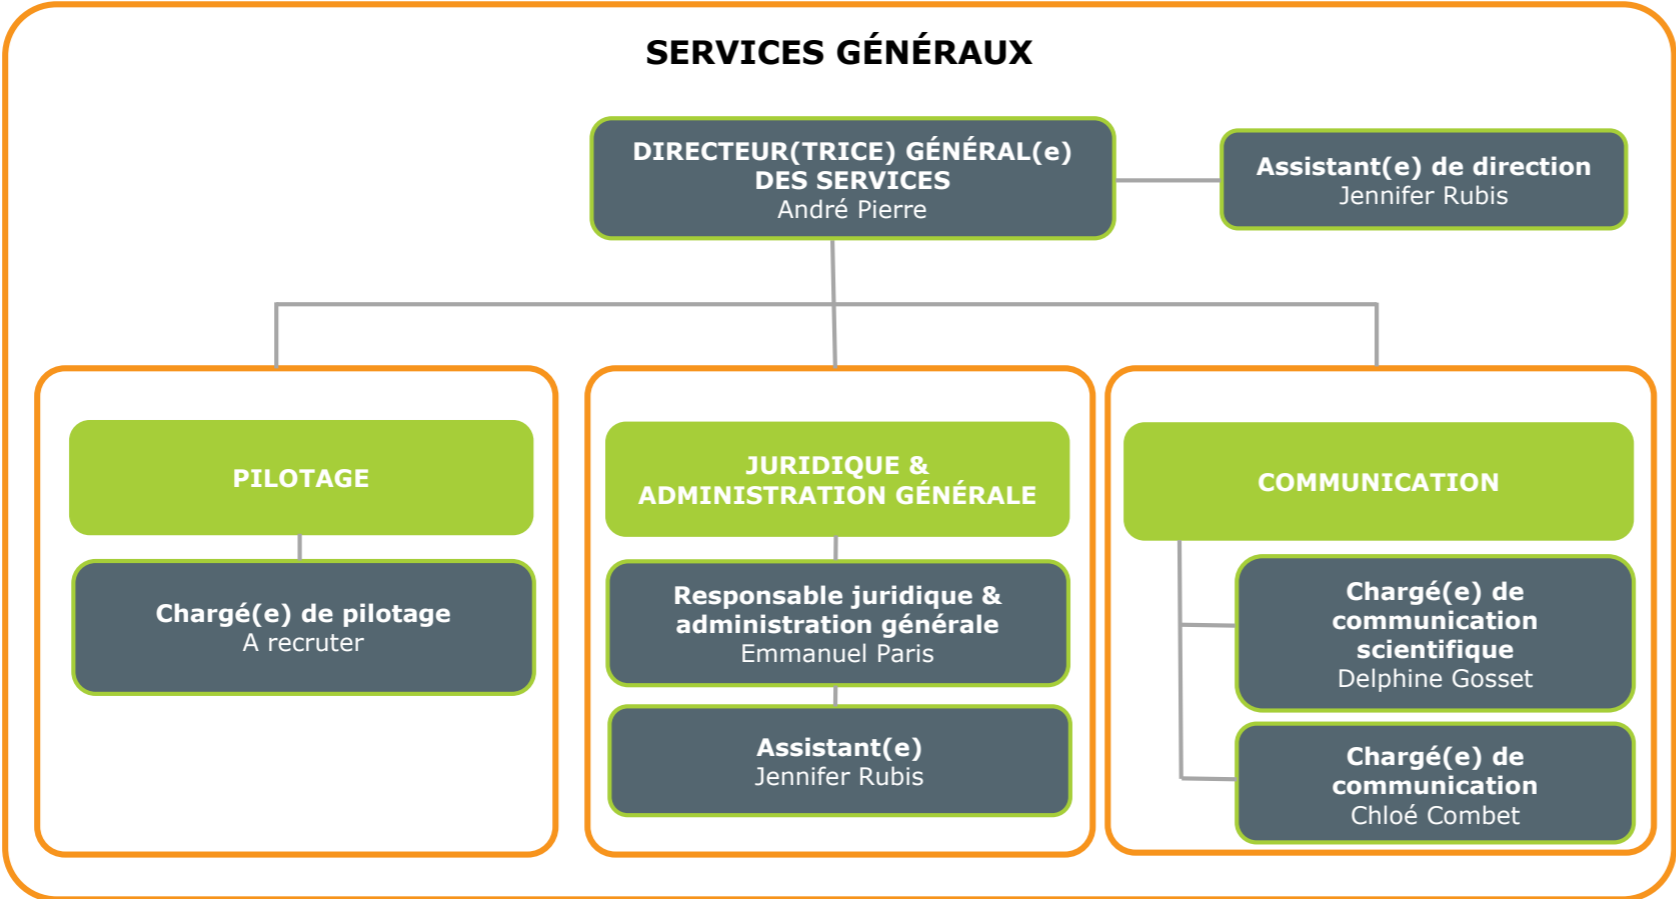 SERVICES GÉNÉRAUX
DIRECTEUR(TRICE) GÉNÉRAL(e)
DES SERVICES
André Pierre
Assistant(e) de direction
Jennifer Rubis
PILOTAGE
Chargé(e) de pilotage
A recruter
JURIDIQUE &
ADMINISTRATION GÉNÉRALE
Responsable juridique &
administration générale
Emmanuel Paris
Assistant(e)
Jennifer Rubis
COMMUNICATION
Chargé(e) de
communication
scientifique
Delphine Gosset
Chargé(e) de
communication
Chloé Combet